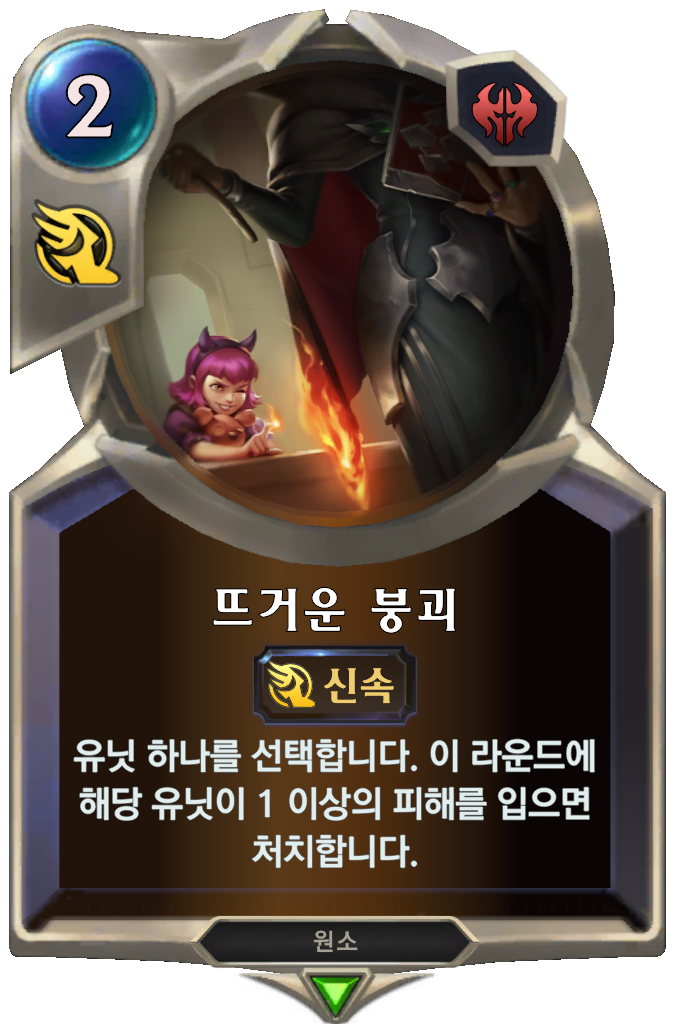 2
뜨거운 붕괴
신속
유닛 하나를 선택합니다. 이 라운드에
해당 유닛이 1 이상의 피해를 입으면
처치합니다.
원소